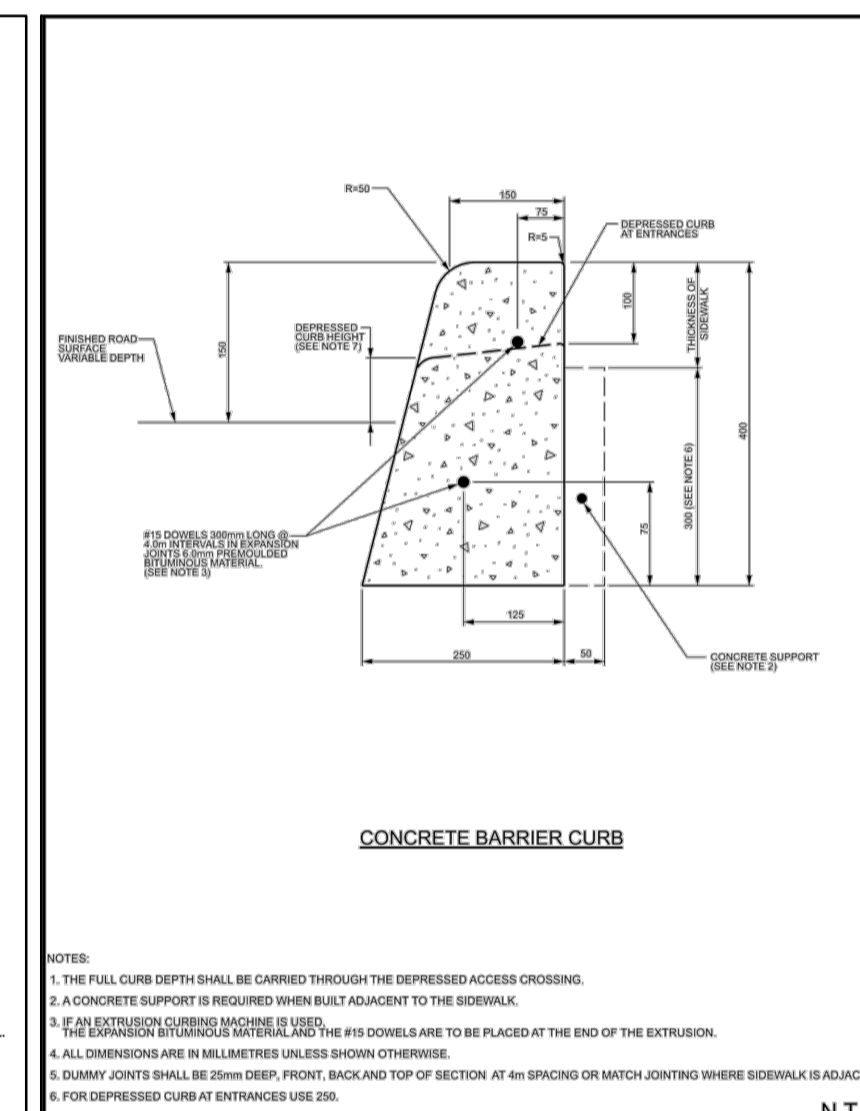 R=50
150
75
R=5
DEPRESSED CURB
AT ENTRANCES
100
THICKNESS OF
SIDEWALK
FINISHED ROAD
SURFACE
VARIABLE DEPTH
150
DEPRESSED
CURB HEIGHT
(SEE NOTE 7)
400
300 (SEE NOTE 6)
75
#15 DOWELS 300mm LONG @
4.0m INTERVALS IN EXPANSION
JOINTS 6.0mm PREMOULDED
BITUMINOUS MATERIAL.
(SEE NOTE 3)
125
250
50
CONCRETE SUPPORT
(SEE NOTE 2)
CONCRETE BARRIER CURB
NOTES:
1. THE FULL CURB DEPTH SHALL BE CARRIED THROUGH THE DEPRESSED ACCESS CROSSING.
2. A CONCRETE SUPPORT IS REQUIRED WHEN BUILT ADJACENT TO THE SIDEWALK.
3. IF AN EXTRUSION CURBING MACHINE IS USED,
THE EXPANSION BITUMINOUS MATERIAL AND THE #15 DOWELS ARE TO BE PLACED AT THE END OF THE EXTRUSION.
4. ALL DIMENSIONS ARE IN MILLIMETRES UNLESS SHOWN OTHERWISE.
5. DUMMY JOINTS SHALL BE 25mm DEEP, FRONT, BACK AND TOP OF SECTION AT 4m SPACING OR MATCH JOINTING WHERE SIDEWALK IS ADJAC
6. FOR DEPRESSED CURB AT ENTRANCES USE 250.